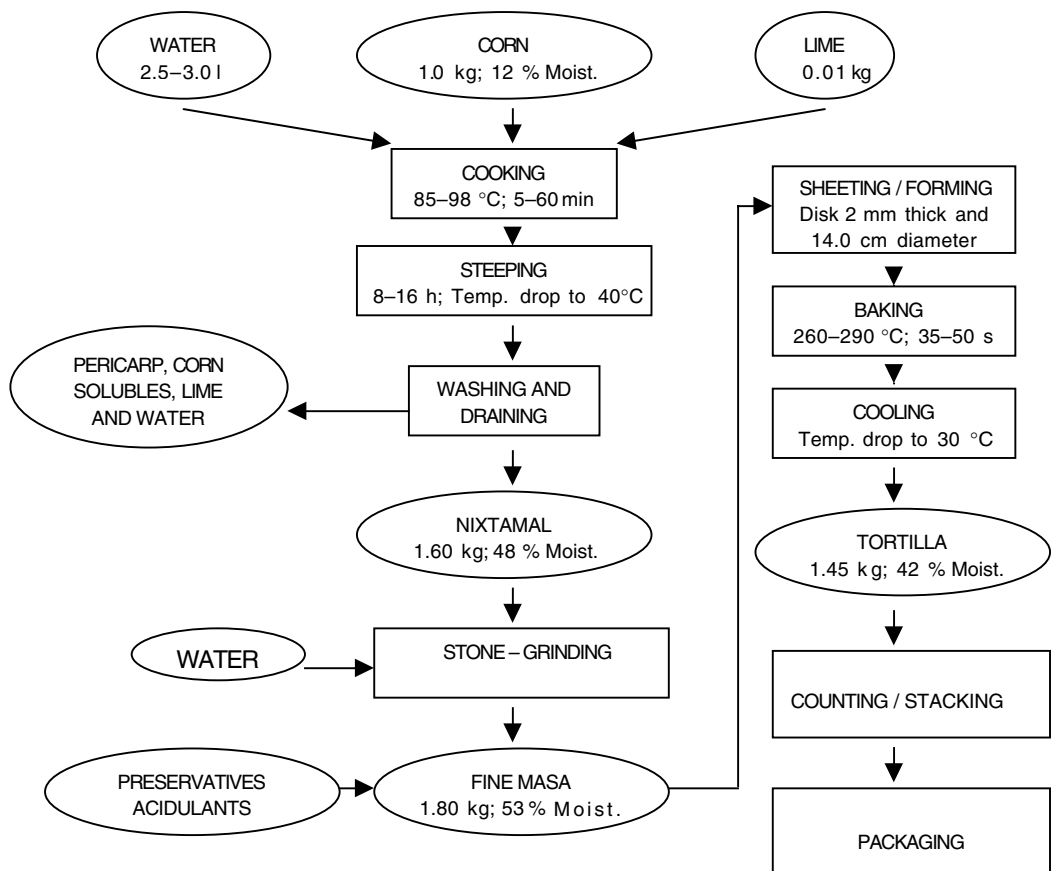 WATER
2.5–3.0 l
CORN
1.0 kg; 12 % Moist.
LIME
0.01 kg
COOKING
85–98 °C; 5–60 min
STEEPING
8–16 h; Temp. drop to 40°C
PERICARP, CORN
SOLUBLES, LIME
AND WATER
WASHING AND
DRAINING
NIXTAMAL
1.60 kg; 48 % Moist.
WATER
STONE – GRINDING
PRESERVATIVES
ACIDULANTS
FINE MASA
1.80 kg; 53 % Moist.
SHEETING / FORMING
Disk 2 mm thick and
14.0 cm diameter
BAKING
260–290 °C; 35–50 s
COOLING
Temp. drop to 30 °C
TORTILLA
1.45 kg; 42 % Moist.
COUNTING / STACKING
PACKAGING